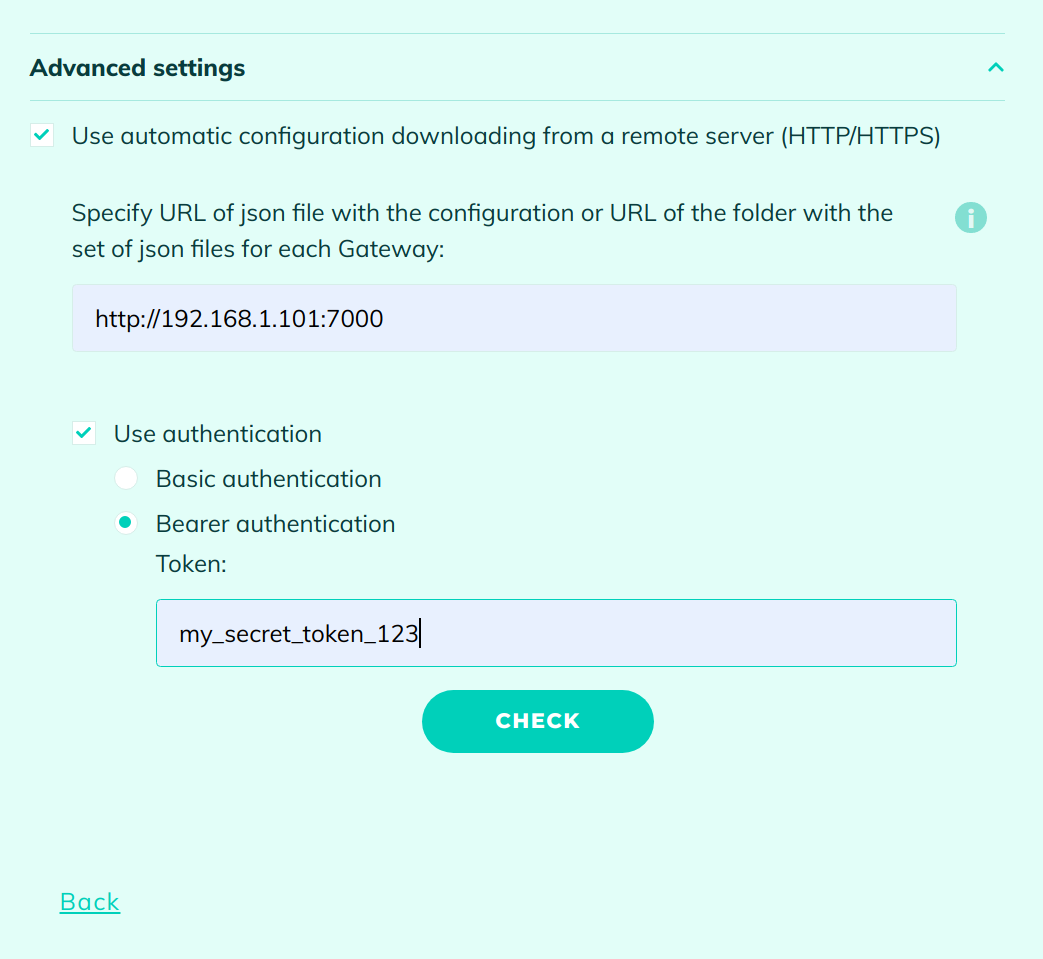 Advanced settings
Use automatic configuration downloading from a remote server (HTTP/HTTPS)
Specify URL of json file with the configuration or URL of the folder with the
set of json files for each Gateway:
http://192.168.1.101:7000
Use authentication
Basic authentication
Bearer authentication
Token:
my_secret_token_123
CHECK
Back